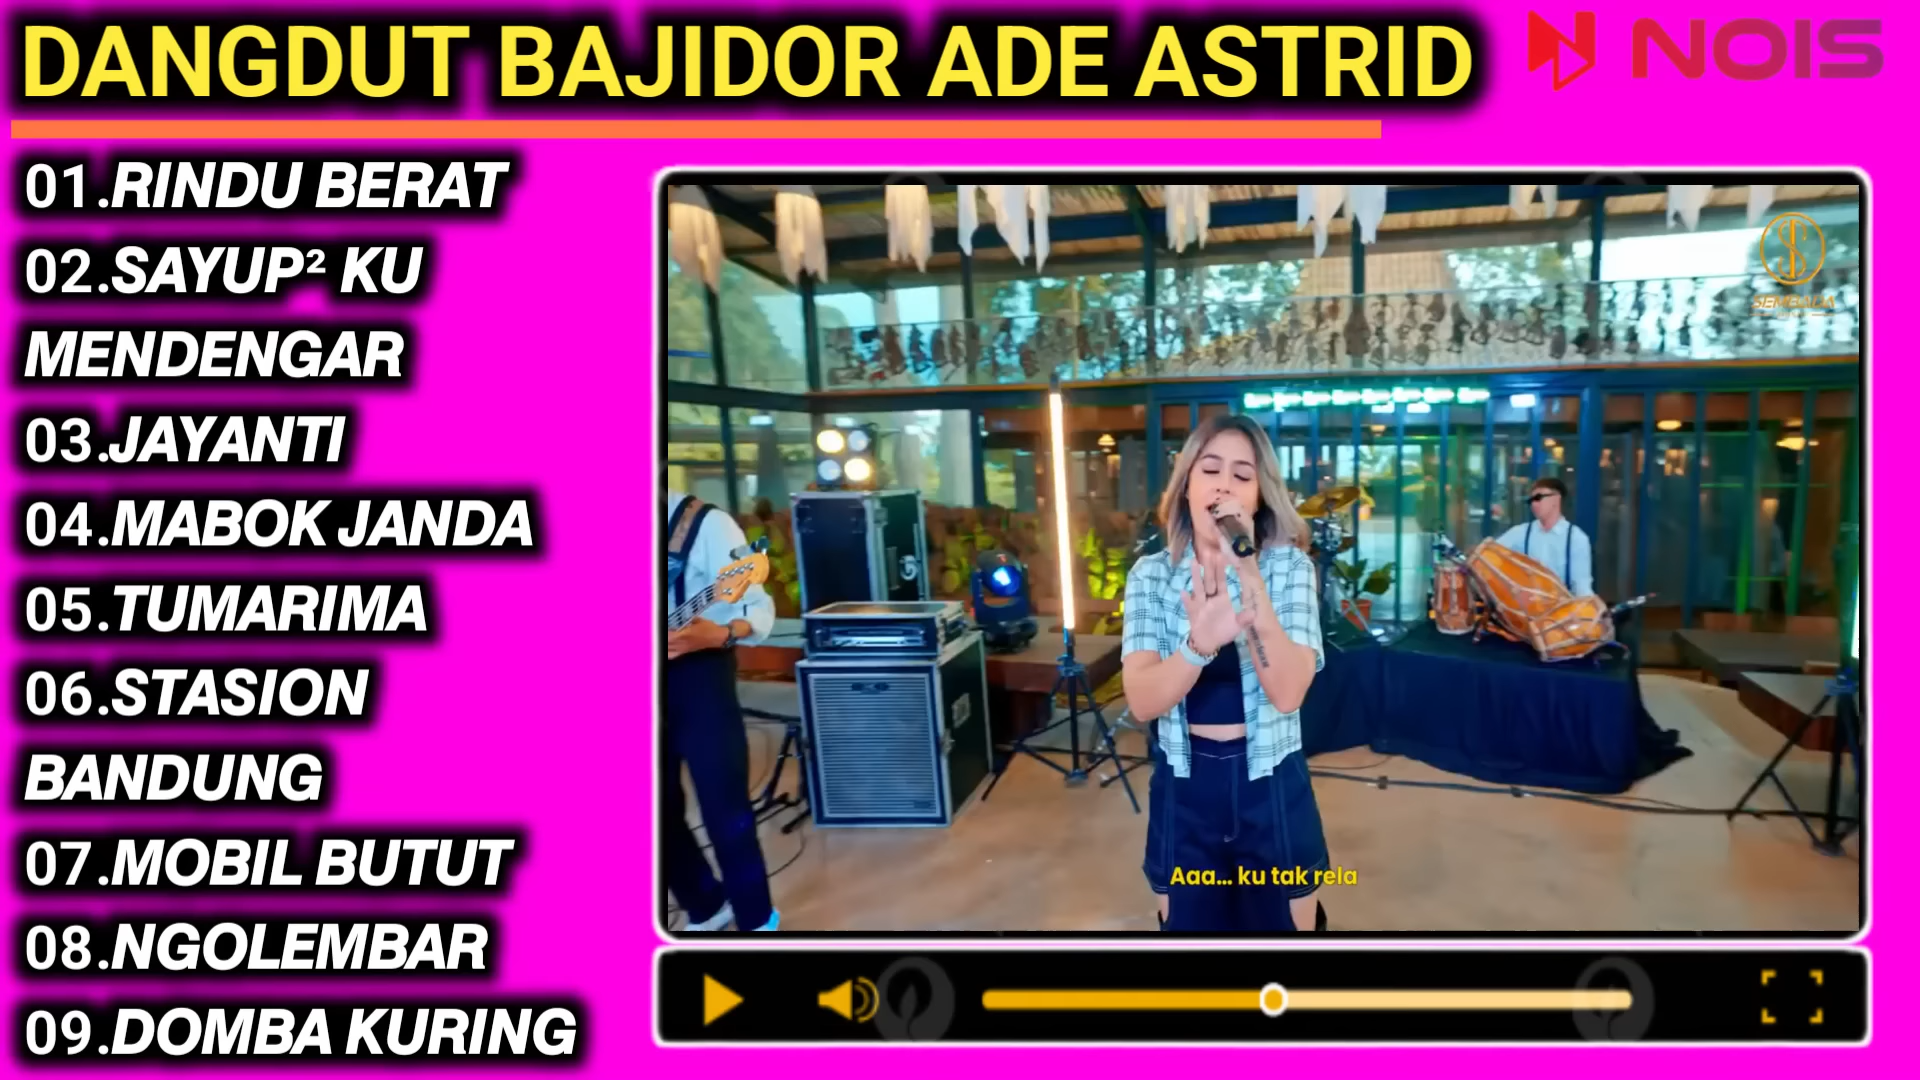 DANGDUT BAJIDOR ADE ASTRID
NOIS
01.RINDU BERAT
02.SAYUP² KU
MENDENGAR
03.JAYANTI
04.MABOK JANDA
05.TUMARIMA
06.STASION
BANDUNG
07.MOBIL BUTUT
08.NGOLEMBAR
09.DOMBA KURING
Aaa... ku tak rela